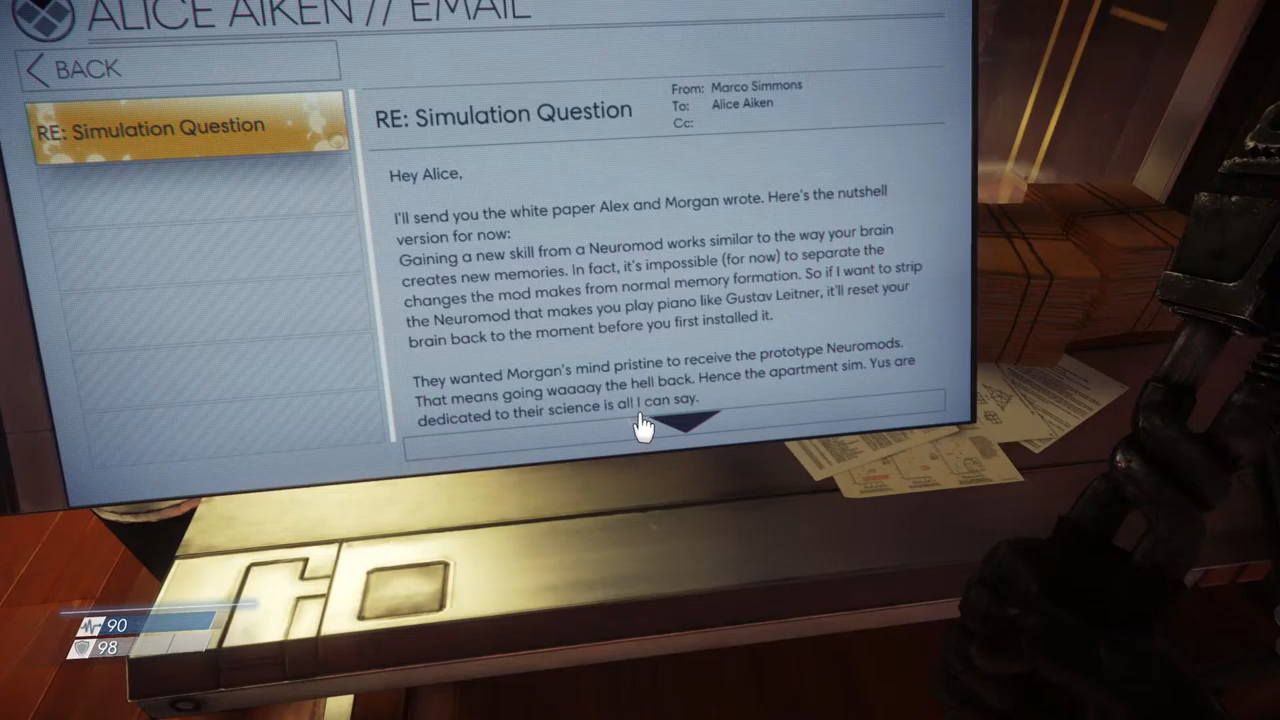 ALICE AIKEN // EMAIL
BACK
RE: Simulation Question
RE: Simulation Question
From: Marco Simmons
To: Alice Aiken
Cc:
Hey Alice,
I'll send you the white paper Alex and Morgan wrote. Here's the nutshell
version for now:
Gaining a new skill from a Neuromod works similar to the way your brain
creates new memories. In fact, it's impossible (for now) to separate the
changes the mod makes from normal memory formation. So if I want to strip
the Neuromod that makes you play piano like Gustav Leitner, it'll reset your
brain back to the moment before you first installed it.
They wanted Morgan's mind pristine to receive the prototype Neuromods.
That means going waaaay the hell back. Hence the apartment sim. Yus are
dedicated to their science is all I can say.
90
98